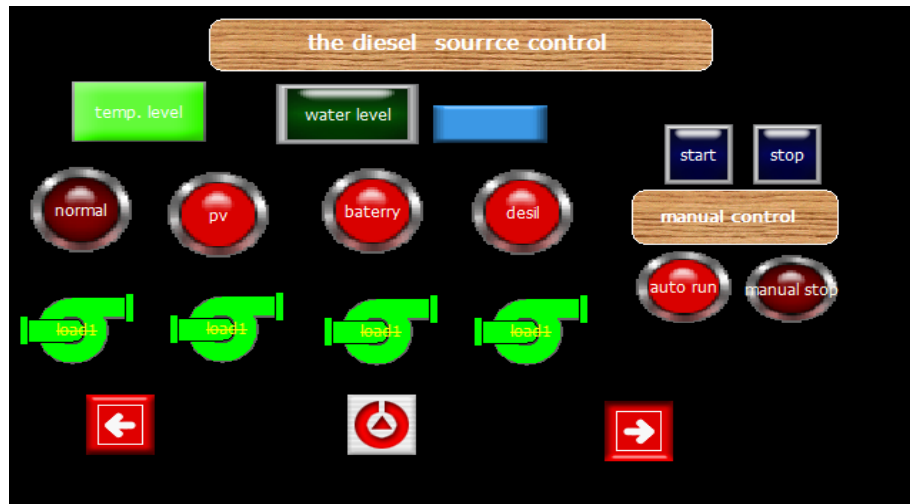 the diesel  sourrce control
temp. level
water level
start
stop
normal
pv
baterry
desil
manual control
auto run
manual stop
load1
load1
load1
load1